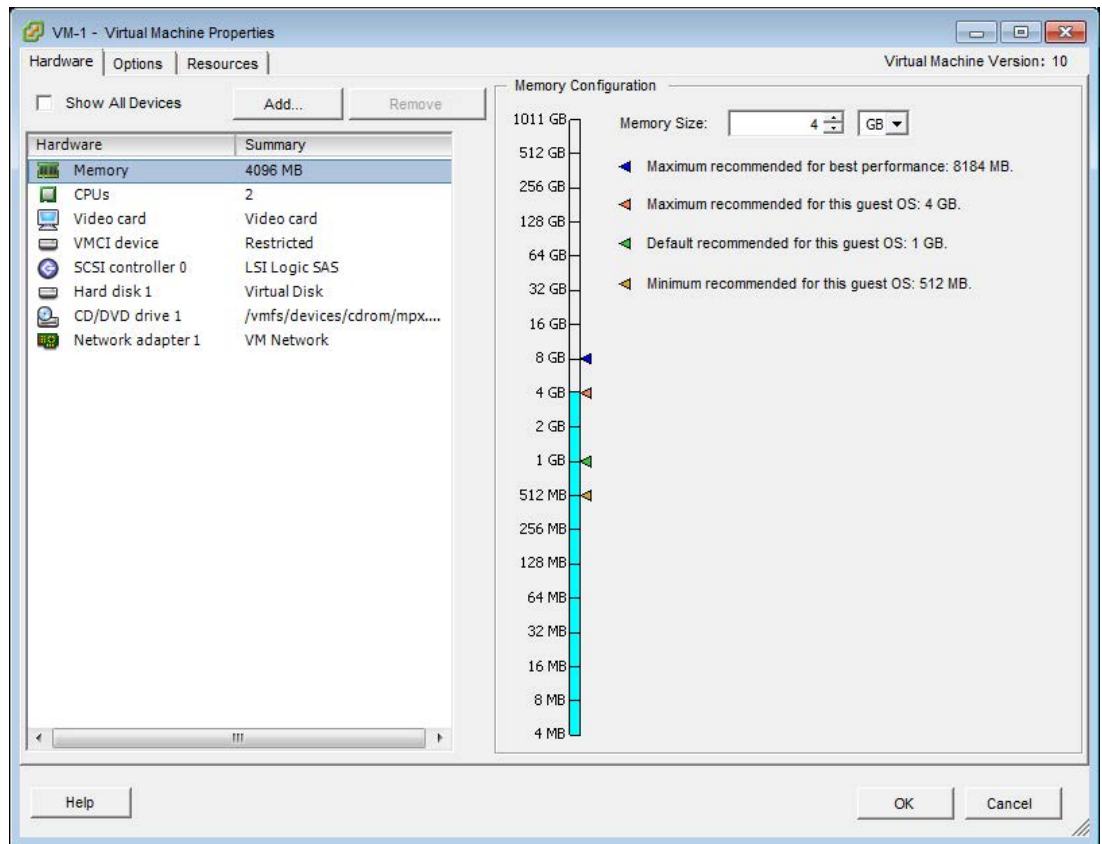 VM-1 - Virtual Machine Properties
Hardware Options Resources Virtual Machine Version: 10
Show All Devices Add... Remove
Hardware Summary
Memory 4096 MB
CPUs 2
Video card Video card
VMCI device Restricted
SCSI controller 0 LSI Logic SAS
Hard disk 1 Virtual Disk
CD/DVD drive 1 /vmfs/devices/cdrom/mpx....
Network adapter 1 VM Network
Memory Configuration
Memory Size: 4 GB
Maximum recommended for best performance: 8184 MB.
Maximum recommended for this guest OS: 4 GB.
Default recommended for this guest OS: 1 GB.
Minimum recommended for this guest OS: 512 MB.
1011 GB
512 GB
256 GB
128 GB
64 GB
32 GB
16 GB
8 GB
4 GB
2 GB
1 GB
512 MB
256 MB
128 MB
64 MB
32 MB
16 MB
8 MB
4 MB
Help OK Cancel